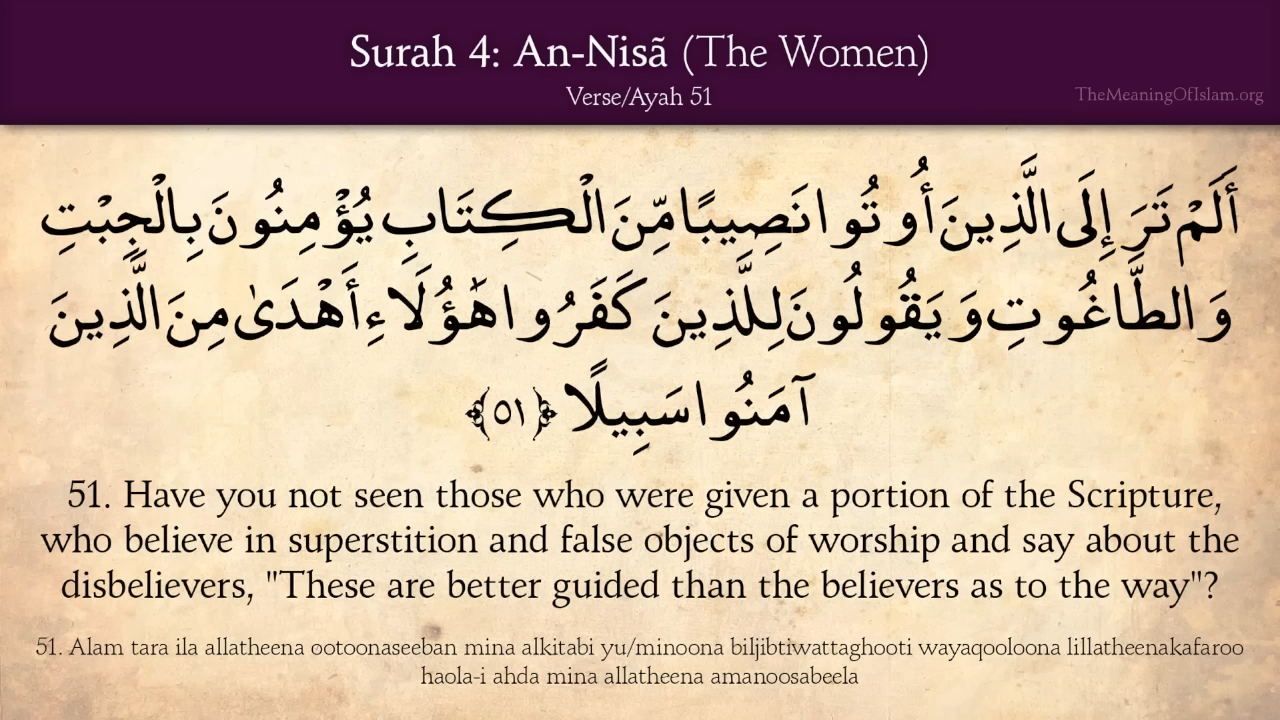 Surah 4: An-Nisã (The Women)
Verse/Ayah 51
TheMeaningOfIslam.org
أَلَمْ تَرَ إِلَى الَّذِينَ أُوتُوا نَصِيبًا مِّنَ الْكِتَابِ يُؤْمِنُونَ بِالْجِبْتِ
وَالطَّاغُوتِ وَيَقُولُونَ لِلَّذِينَ كَفَرُوا هَٰؤُلَاءِ أَهْدَىٰ مِنَ الَّذِينَ
آمَنُوا سَبِيلًا ﴿٥١﴾
51. Have you not seen those who were given a portion of the Scripture,
who believe in superstition and false objects of worship and say about the
disbelievers, "These are better guided than the believers as to the way"?
51. Alam tara ila allatheena ootoonaseeban mina alkitabi yu/minoona biljibtiwattaghooti wayaqooloona lillatheenakafaroo
haola-i ahda mina allatheena amanoosabeela